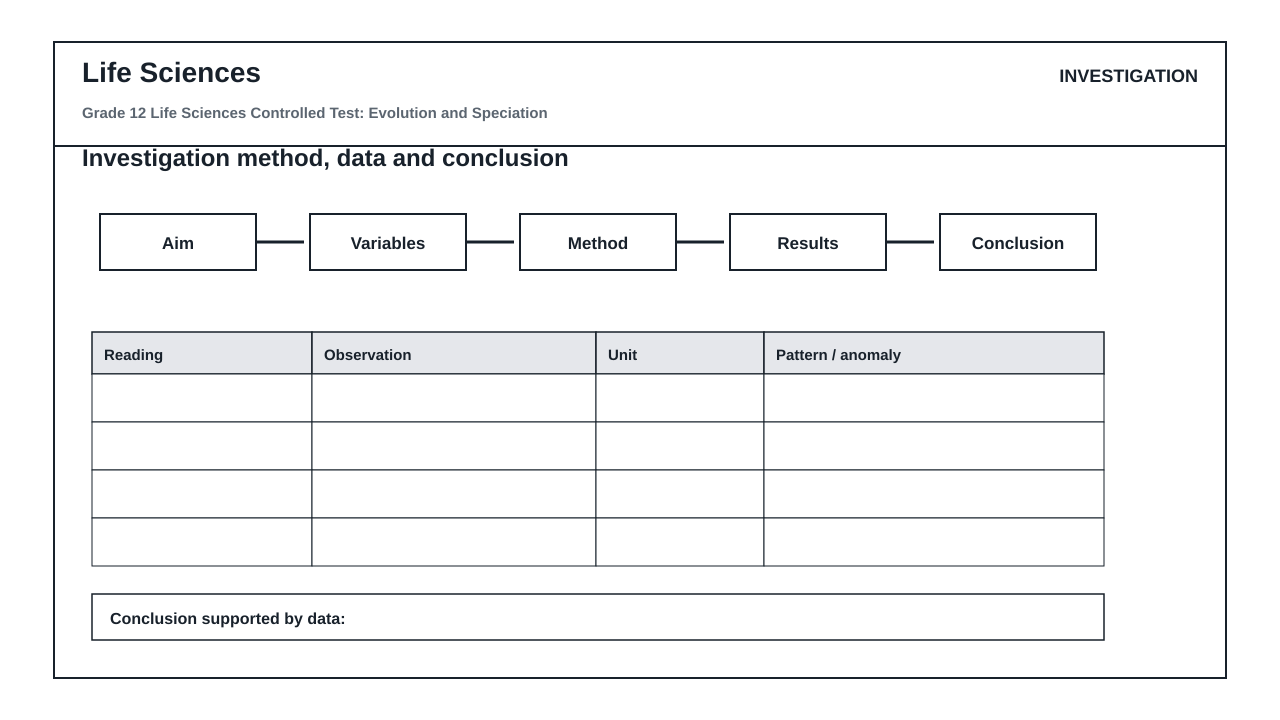 Life Sciences
INVESTIGATION
Grade 12 Life Sciences Controlled Test: Evolution and Speciation
Investigation method, data and conclusion
Aim
Variables
Method
Results
Conclusion
Reading
Observation
Unit
Pattern / anomaly
Conclusion supported by data: